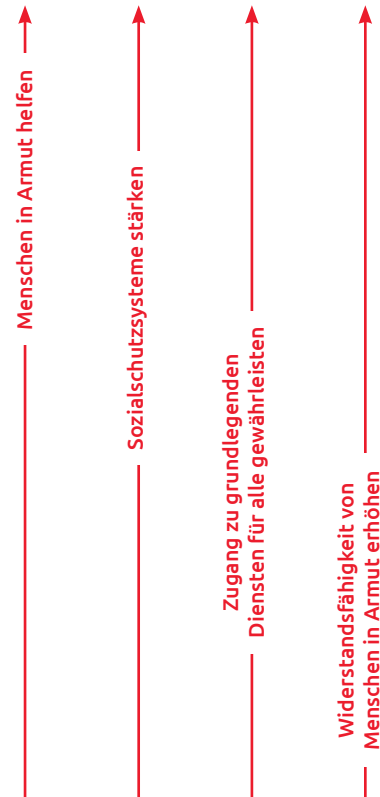 Menschen in Armut helfen
Sozialschutzsysteme stärken
Zugang zu grundlegenden
Diensten für alle gewährleisten
Widerstandsfähigkeit von
Menschen in Armut erhöhen